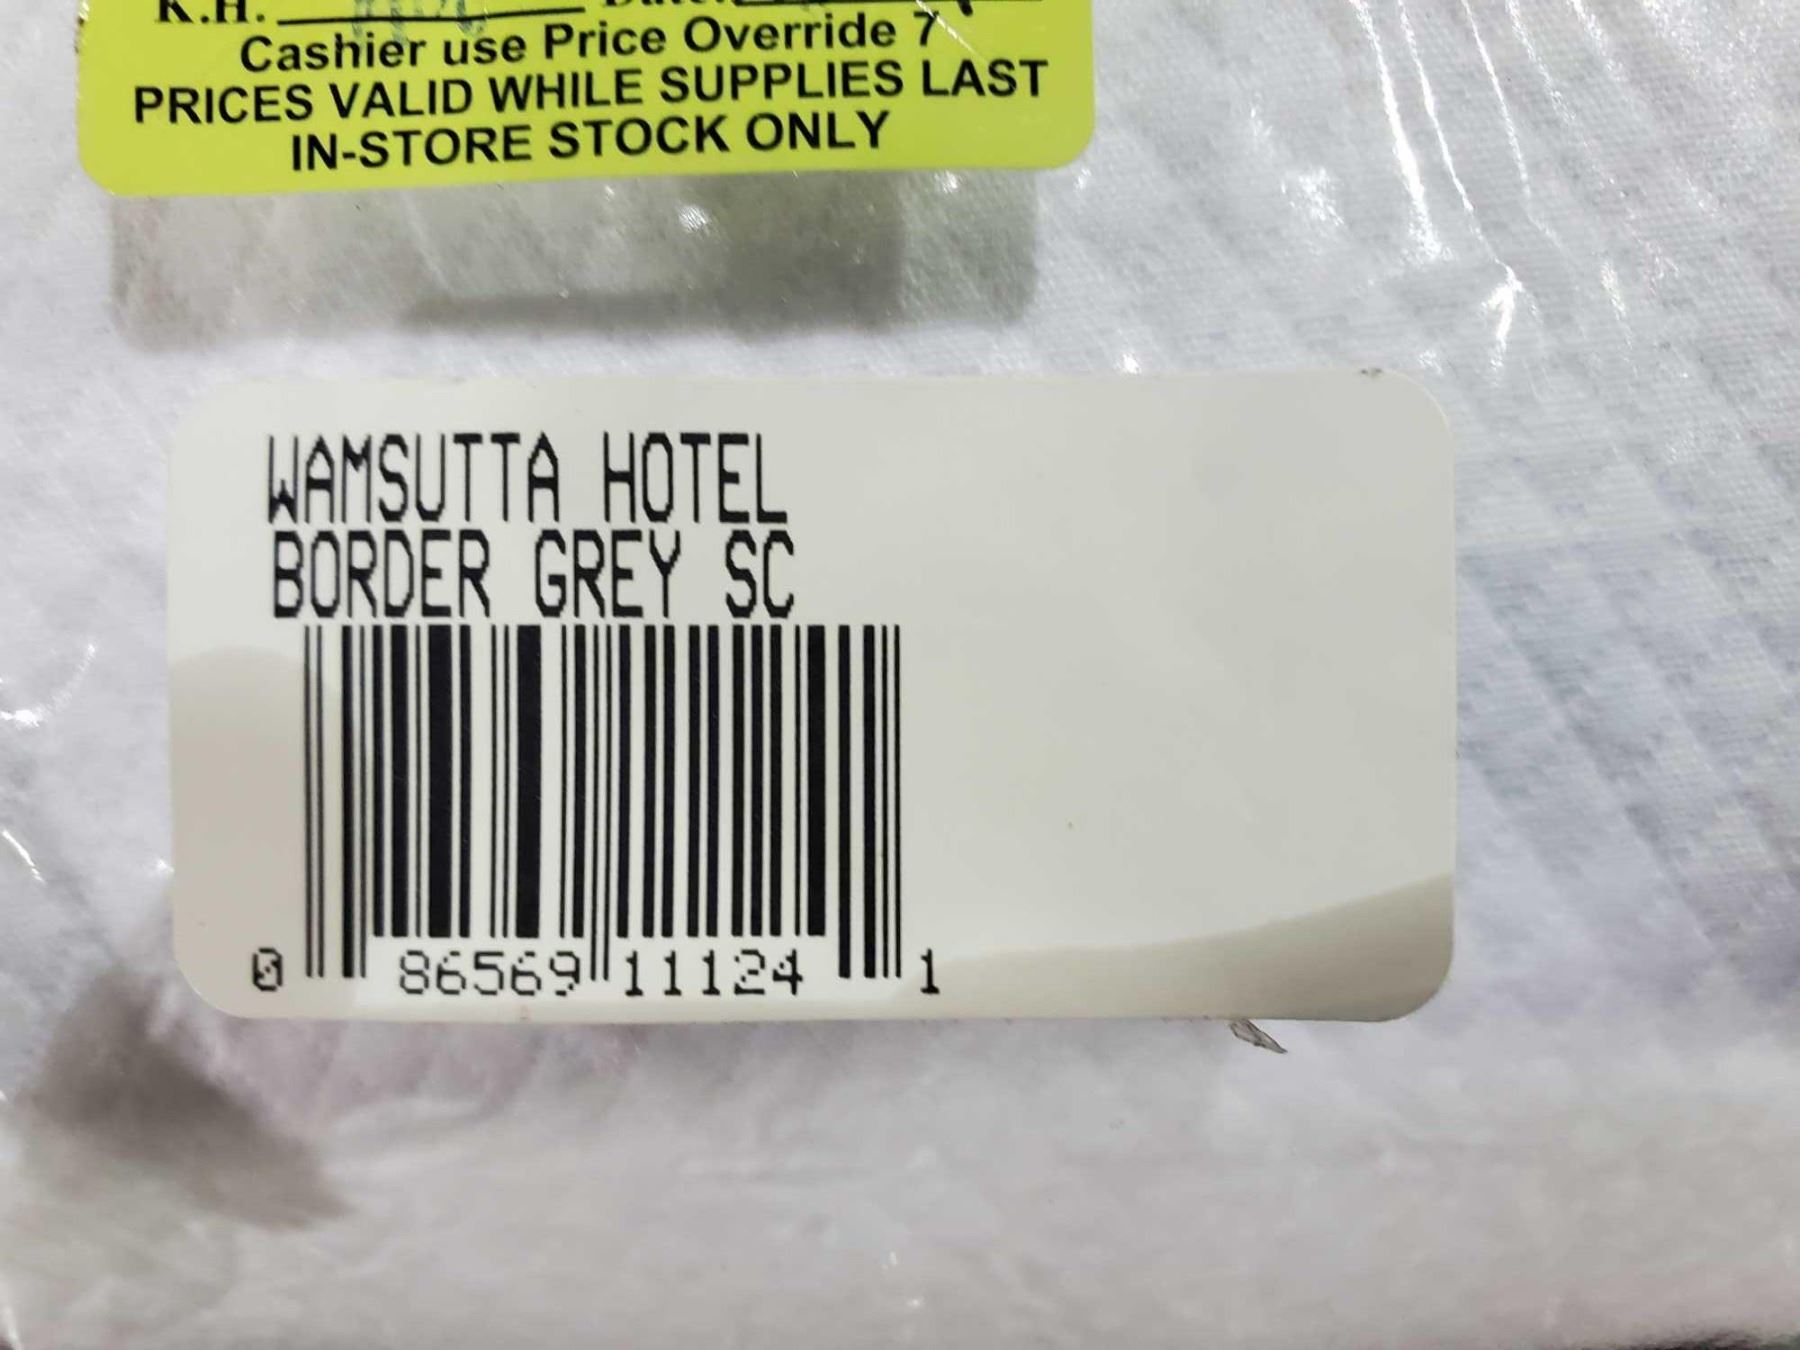 K.H.
Cashier use Price Override 7
PRICES VALID WHILE SUPPLIES LAST
IN-STORE STOCK ONLY
WAMSUTTA HOTEL
BORDER GREY SC
0 86569 11124 1